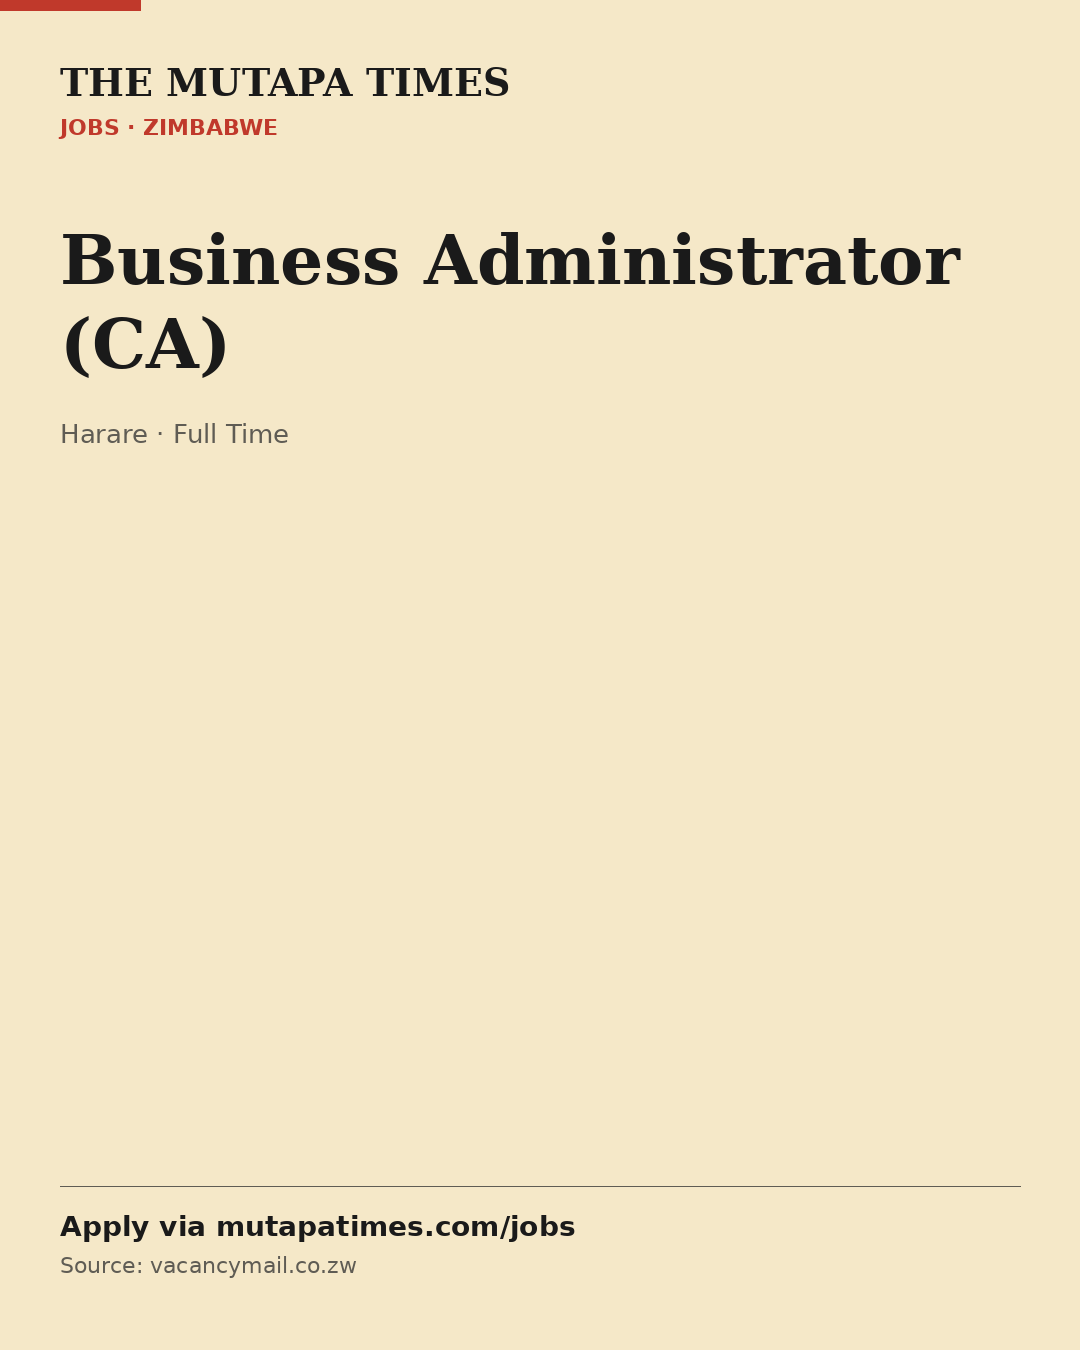 THE MUTAPA TIMES
JOBS · ZIMBABWE
Business Administrator
(CA)
Harare · Full Time
Apply via mutapatimes.com/jobs
Source: vacancymail.co.zw